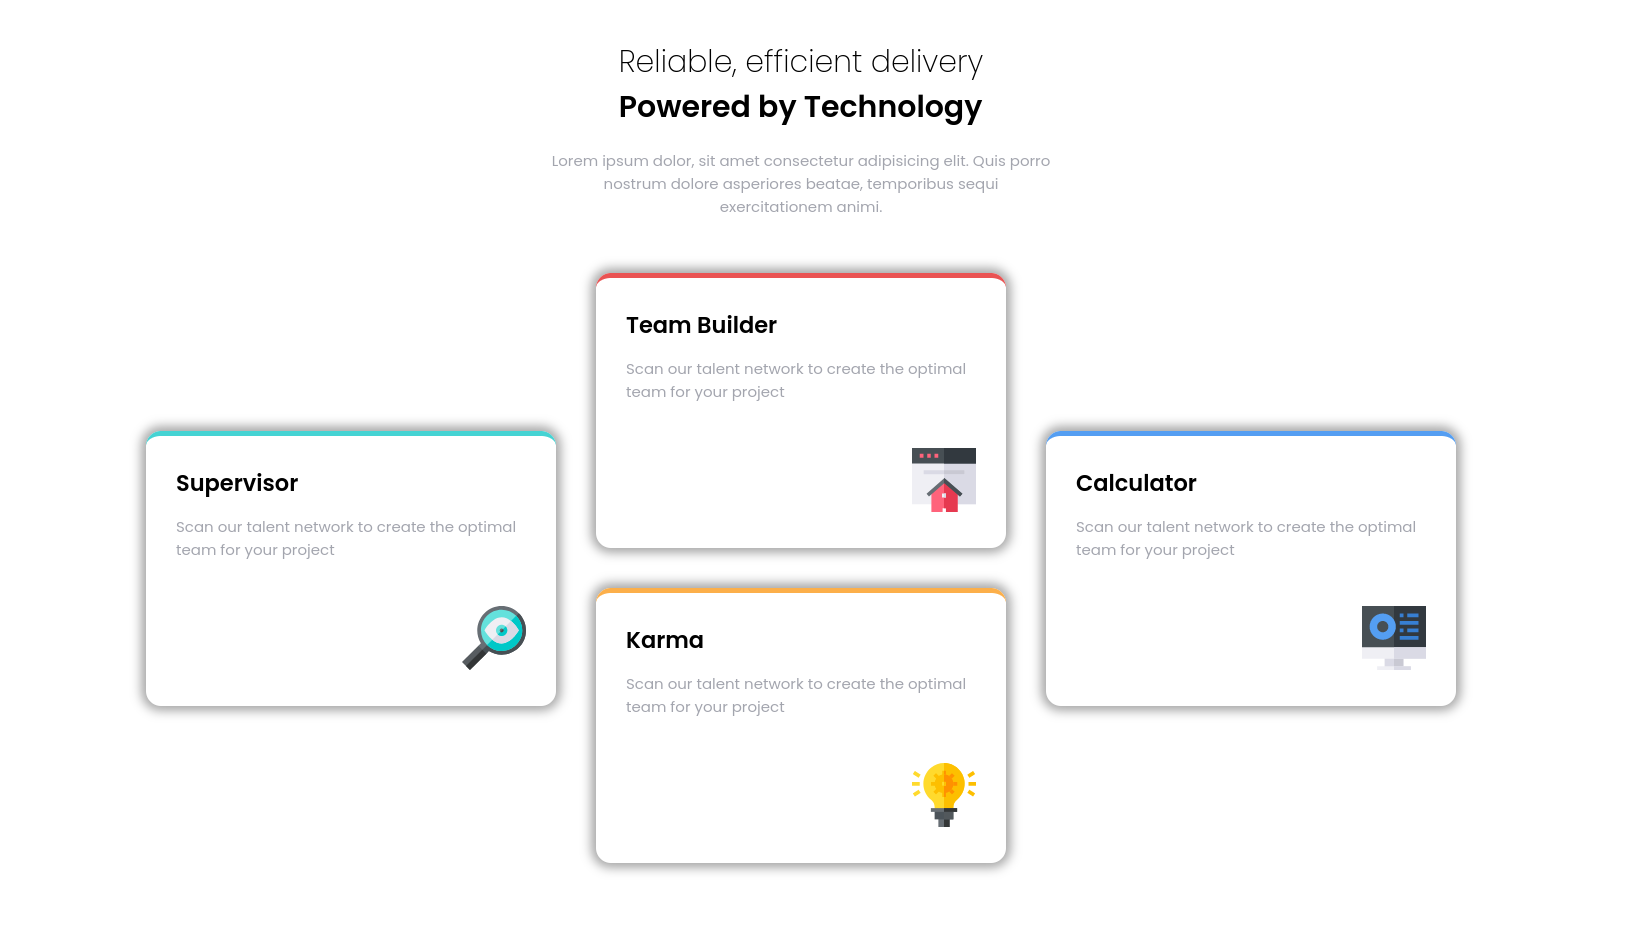 Reliable, efficient delivery
Powered by Technology
Lorem ipsum dolor, sit amet consectetur adipisicing elit. Quis porro
nostrum dolore asperiores beatae, temporibus sequi
exercitationem animi.
Team Builder
Scan our talent network to create the optimal
team for your project
Supervisor
Scan our talent network to create the optimal
team for your project
Calculator
Scan our talent network to create the optimal
team for your project
Karma
Scan our talent network to create the optimal
team for your project